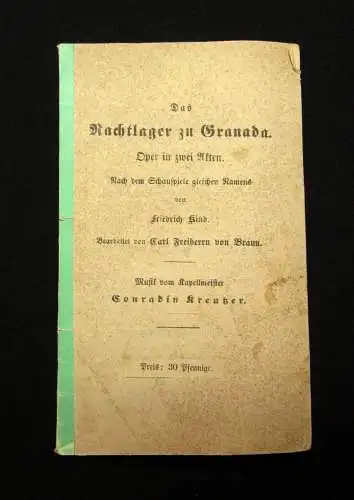 Das
Nachtlager zu Granada.
Oper in zwei Akten.
Nach dem Schauspiele gleichen Namens
von
Friedrich Kind.
Bearbeitet von Carl Freiherrn von Braun.
Musik vom Kapellmeister
Conradin Kreutzer.
Preis: 30 Pfennige.